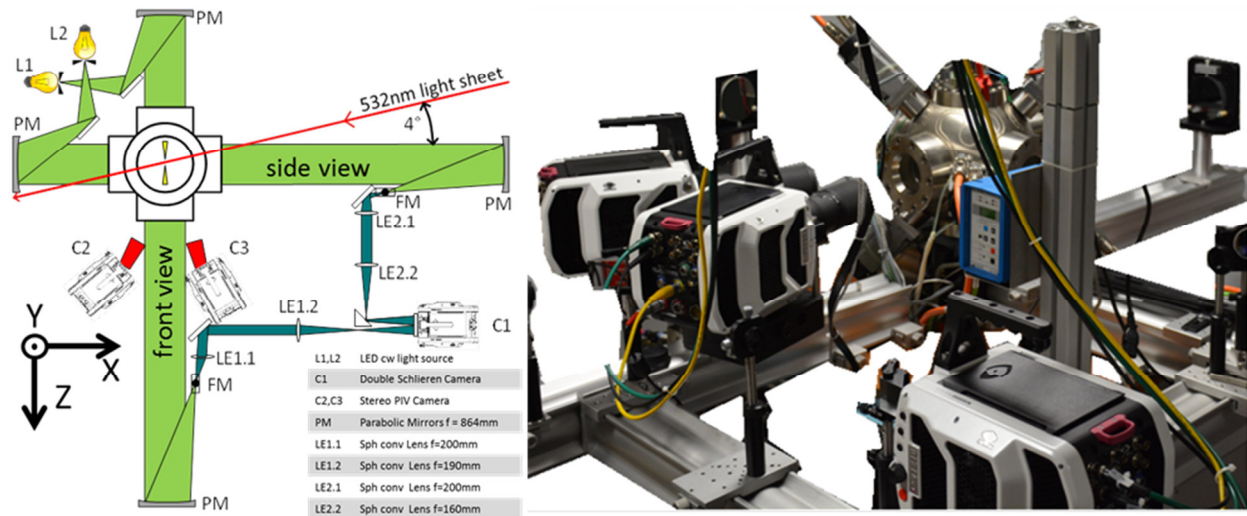 PM
L2
L1
532nm light sheet
PM
4°
side view
FM
PM
LE2.1
C2
C3
LE2.2
front view
LE1.2
C1
Y
X
Z
LE1.1
FM
L1,L2 LED cw light source
C1 Double Schlieren Camera
C2,C3 Stereo PIV Camera
PM Parabolic Mirrors f = 864mm
LE1.1 Sph conv Lens f=200mm
LE1.2 Sph conv Lens f=190mm
LE2.1 Sph conv Lens f=200mm
LE2.2 Sph conv Lens f=160mm
PM